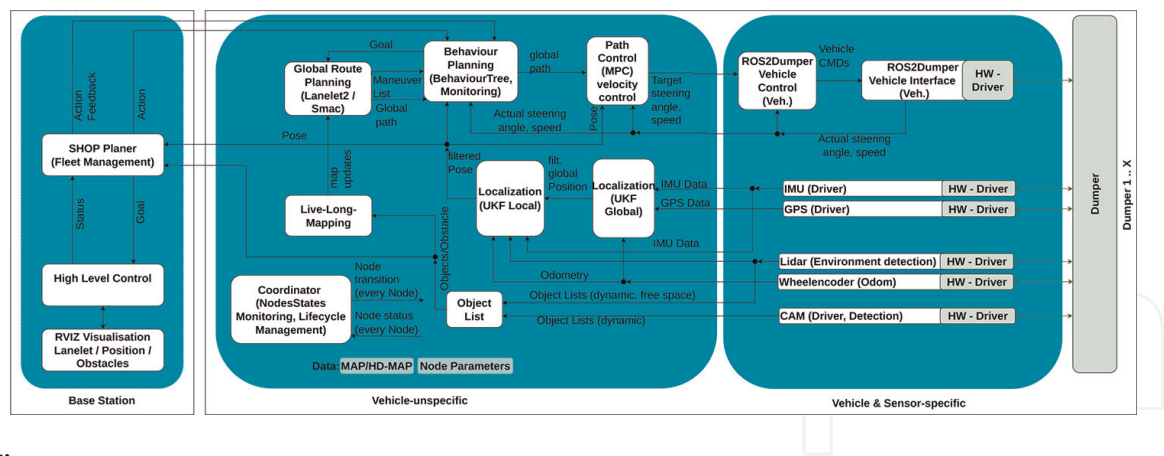 Action
Feedback
Action
SHOP Planer
(Fleet Management)
Status
Goal
High Level Control
RVIZ Visualisation
Lanelet / Position /
Obstacles
Base Station
Goal
Global Route
Planning
(Lanelet2 /
Smac)
Maneuver
List
Global
path
Behaviour
Planning
(BehaviourTree,
Monitoring)
global
path
Path
Control
(MPC)
velocity
control
Target
steering
angle,
speed
Actual steering
angle, speed
Pose
Pose
map
updates
filtered
Pose
Localization
(UKF Local)
filt.
global
Position
Localization
(UKF
Global)
IMU Data
GPS Data
IMU Data
Live-Long-
Mapping
Objects/Obstacle
Odometry
Coordinator
(NodesStates
Monitoring, Lifecycle
Management)
Node
transition
(every Node)
Node status
(every Node)
Object
List
Object Lists (dynamic, free space)
Object Lists (dynamic)
Data: MAP/HD-MAP Node Parameters
Vehicle-unspecific
ROS2Dumper
Vehicle
Control
(Veh.)
Vehicle
CMDs
ROS2Dumper
Vehicle Interface
(Veh.)
HW -
Driver
Actual steering
angle, speed
IMU (Driver) HW - Driver
GPS (Driver) HW - Driver
Lidar (Environment detection) HW - Driver
Wheelencoder (Odom) HW - Driver
CAM (Driver, Detection) HW - Driver
Vehicle & Sensor-specific
Dumper
Dumper 1 .. X